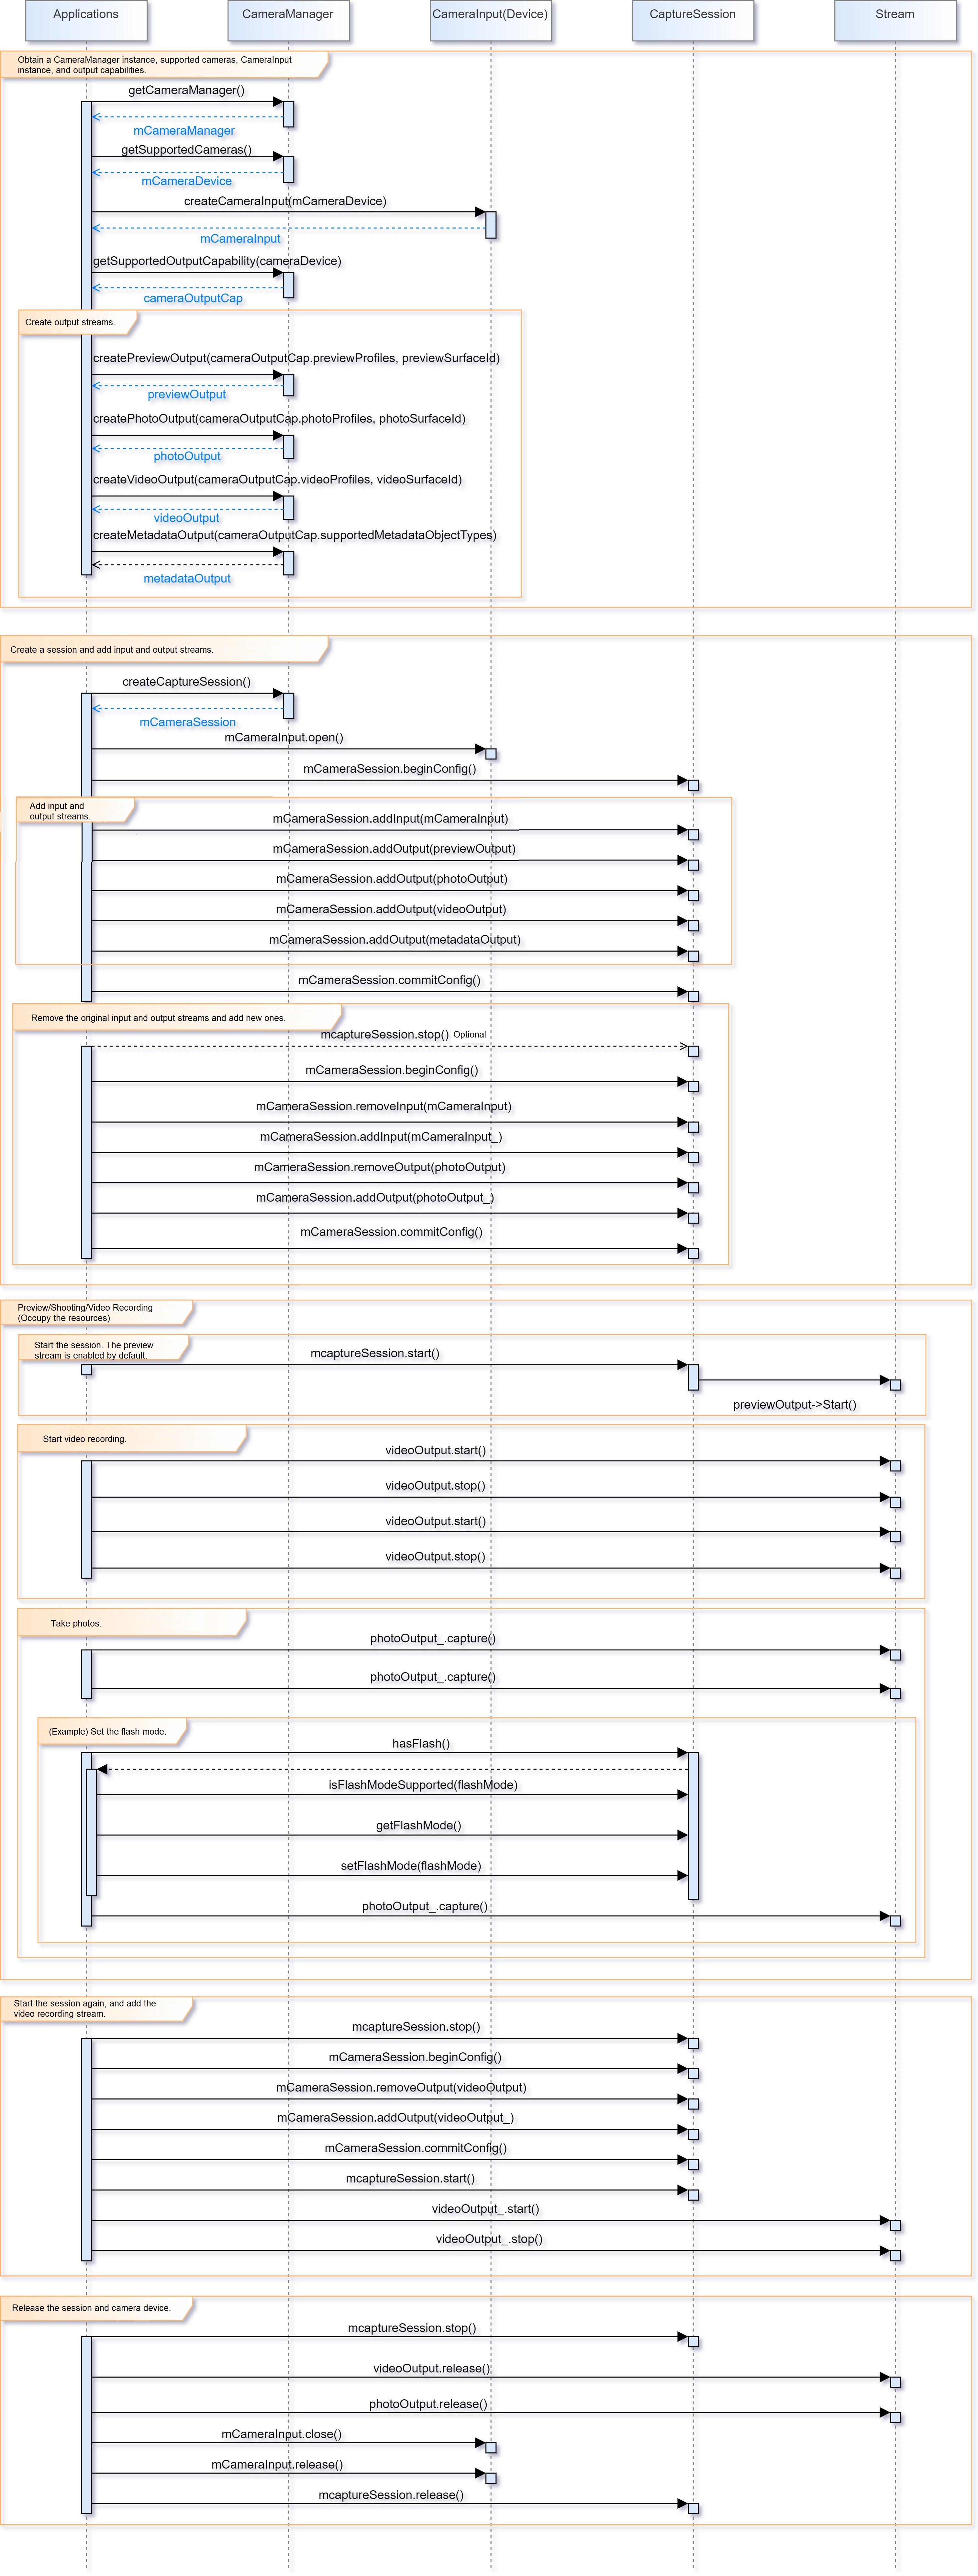 Applications
CameraManager
CameraInput(Device)
CaptureSession
Stream
Obtain a CameraManager instance, supported cameras, CameraInput
instance, and output capabilities.
getCameraManager()
mCameraManager
getSupportedCameras()
mCameraDevice
createCameraInput(mCameraDevice)
mCameraInput
getSupportedOutputCapability(cameraDevice)
cameraOutputCap
Create output streams.
createPreviewOutput(cameraOutputCap.previewProfiles, previewSurfaceId)
previewOutput
createPhotoOutput(cameraOutputCap.photoProfiles, photoSurfaceId)
photoOutput
createVideoOutput(cameraOutputCap.videoProfiles, videoSurfaceId)
videoOutput
createMetadataOutput(cameraOutputCap.supportedMetadataObjectTypes)
metadataOutput
Create a session and add input and output streams.
createCaptureSession()
mCameraSession
mCameraInput.open()
mCameraSession.beginConfig()
Add input and
output streams.
mCameraSession.addInput(mCameraInput)
mCameraSession.addOutput(previewOutput)
mCameraSession.addOutput(photoOutput)
mCameraSession.addOutput(videoOutput)
mCameraSession.addOutput(metadataOutput)
mCameraSession.commitConfig()
Remove the original input and output streams and add new ones.
mcaptureSession.stop() Optional
mCameraSession.beginConfig()
mCameraSession.removeInput(mCameraInput)
mCameraSession.addInput(mCameraInput_)
mCameraSession.removeOutput(photoOutput)
mCameraSession.addOutput(photoOutput_)
mCameraSession.commitConfig()
Preview/Shooting/Video Recording
(Occupy the resources)
Start the session. The preview
stream is enabled by default.
mcaptureSession.start()
previewOutput->Start()
Start video recording.
videoOutput.start()
videoOutput.stop()
videoOutput.start()
videoOutput.stop()
Take photos.
photoOutput_.capture()
photoOutput_.capture()
(Example) Set the flash mode.
hasFlash()
isFlashModeSupported(flashMode)
getFlashMode()
setFlashMode(flashMode)
photoOutput_.capture()
Start the session again, and add the
video recording stream.
mcaptureSession.stop()
mCameraSession.beginConfig()
mCameraSession.removeOutput(videoOutput)
mCameraSession.addOutput(videoOutput_)
mCameraSession.commitConfig()
mcaptureSession.start()
videoOutput_.start()
videoOutput_.stop()
Release the session and camera device.
mcaptureSession.stop()
videoOutput.release()
photoOutput.release()
mCameraInput.close()
mCameraInput.release()
mcaptureSession.release()